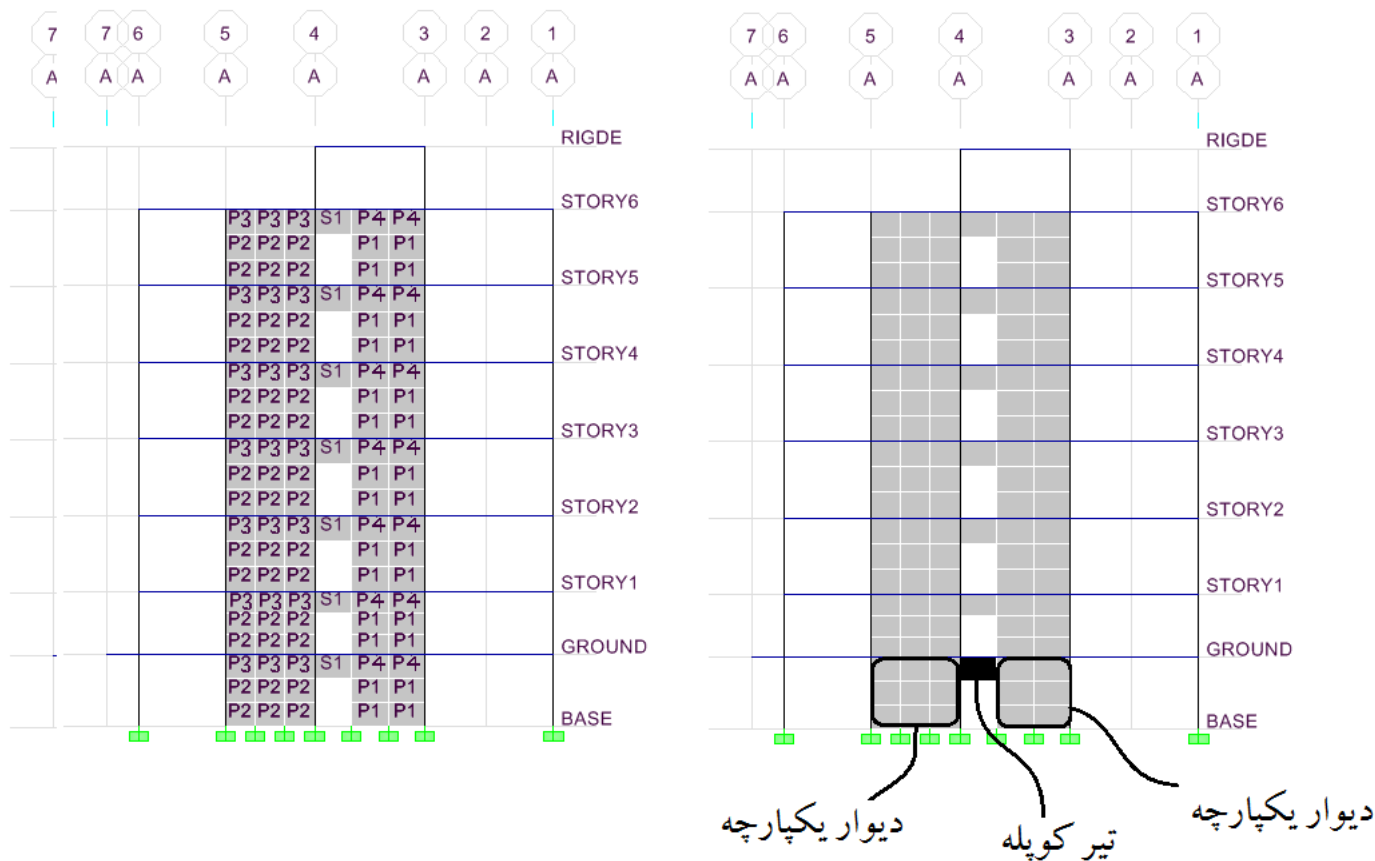 7 7 6 5 4 3 2 1
A A A A A A A A
RIGDE
STORY6
P3 P3 P3 S1 P4 P4
P2 P2 P2 P1 P1
P2 P2 P2 P1 P1
STORY5
P3 P3 P3 S1 P4 P4
P2 P2 P2 P1 P1
P2 P2 P2 P1 P1
STORY4
P3 P3 P3 S1 P4 P4
P2 P2 P2 P1 P1
P2 P2 P2 P1 P1
STORY3
P3 P3 P3 S1 P4 P4
P2 P2 P2 P1 P1
P2 P2 P2 P1 P1
STORY2
P3 P3 P3 S1 P4 P4
P2 P2 P2 P1 P1
P2 P2 P2 P1 P1
STORY1
P3 P3 P3 S1 P4 P4
P2 P2 P2 P1 P1
P2 P2 P2 P1 P1
GROUND
P3 P3 P3 S1 P4 P4
P2 P2 P2 P1 P1
P2 P2 P2 P1 P1
BASE
7 6 5 4 3 2 1
A A A A A A A
RIGDE
STORY6
STORY5
STORY4
STORY3
STORY2
STORY1
GROUND
BASE
دیوار یکپارچه
تیر کوپله
دیوار یکپارچه